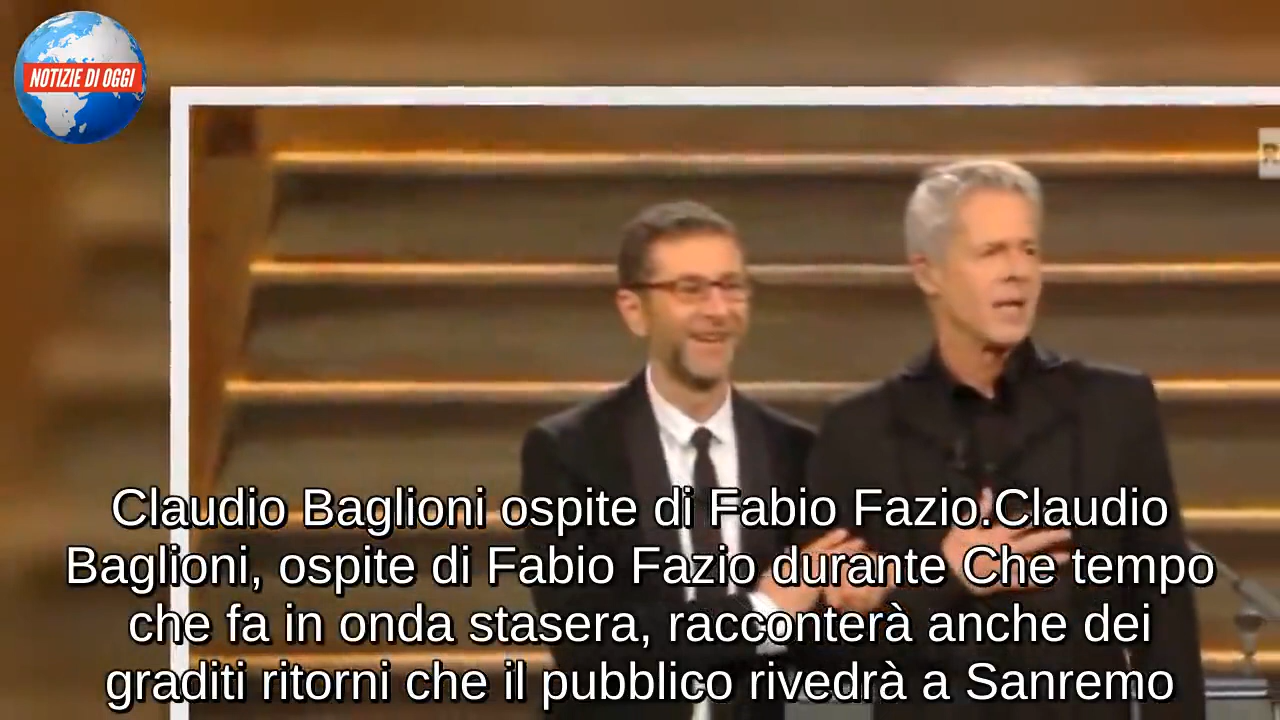 NOTIZIE DI OGGI
Claudio Baglioni ospite di Fabio Fazio.Claudio
Baglioni, ospite di Fabio Fazio durante Che tempo
che fa in onda stasera, racconterà anche dei
graditi ritorni che il pubblico rivedrà a Sanremo